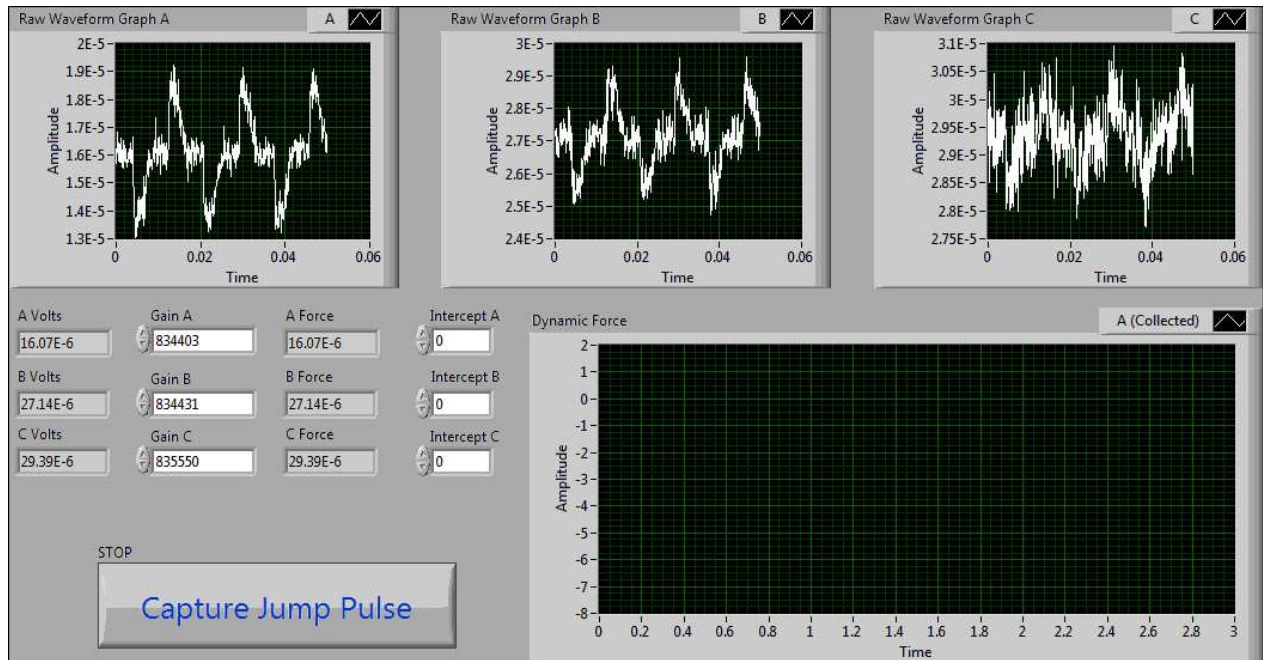 Raw Waveform Graph A
A
2E-5
1.9E-5
1.8E-5
1.7E-5
1.6E-5
1.5E-5
1.4E-5
1.3E-5
Amplitude
0 0.02 0.04 0.06
Time
Raw Waveform Graph B
B
3E-5
2.9E-5
2.8E-5
2.7E-5
2.6E-5
2.5E-5
2.4E-5
Amplitude
0 0.02 0.04 0.06
Time
Raw Waveform Graph C
C
3.1E-5
3.05E-5
3E-5
2.95E-5
2.9E-5
2.85E-5
2.8E-5
2.75E-5
Amplitude
0 0.02 0.04 0.06
Time
A Volts Gain A A Force Intercept A
16.07E-6 834403 16.07E-6 0
B Volts Gain B B Force Intercept B
27.14E-6 834431 27.14E-6 0
C Volts Gain C C Force Intercept C
29.39E-6 835550 29.39E-6 0
STOP
Capture Jump Pulse
Dynamic Force
A (Collected)
2
1
0
-1
-2
-3
-4
-5
-6
-7
-8
Amplitude
0 0.2 0.4 0.6 0.8 1 1.2 1.4 1.6 1.8 2 2.2 2.4 2.6 2.8 3
Time